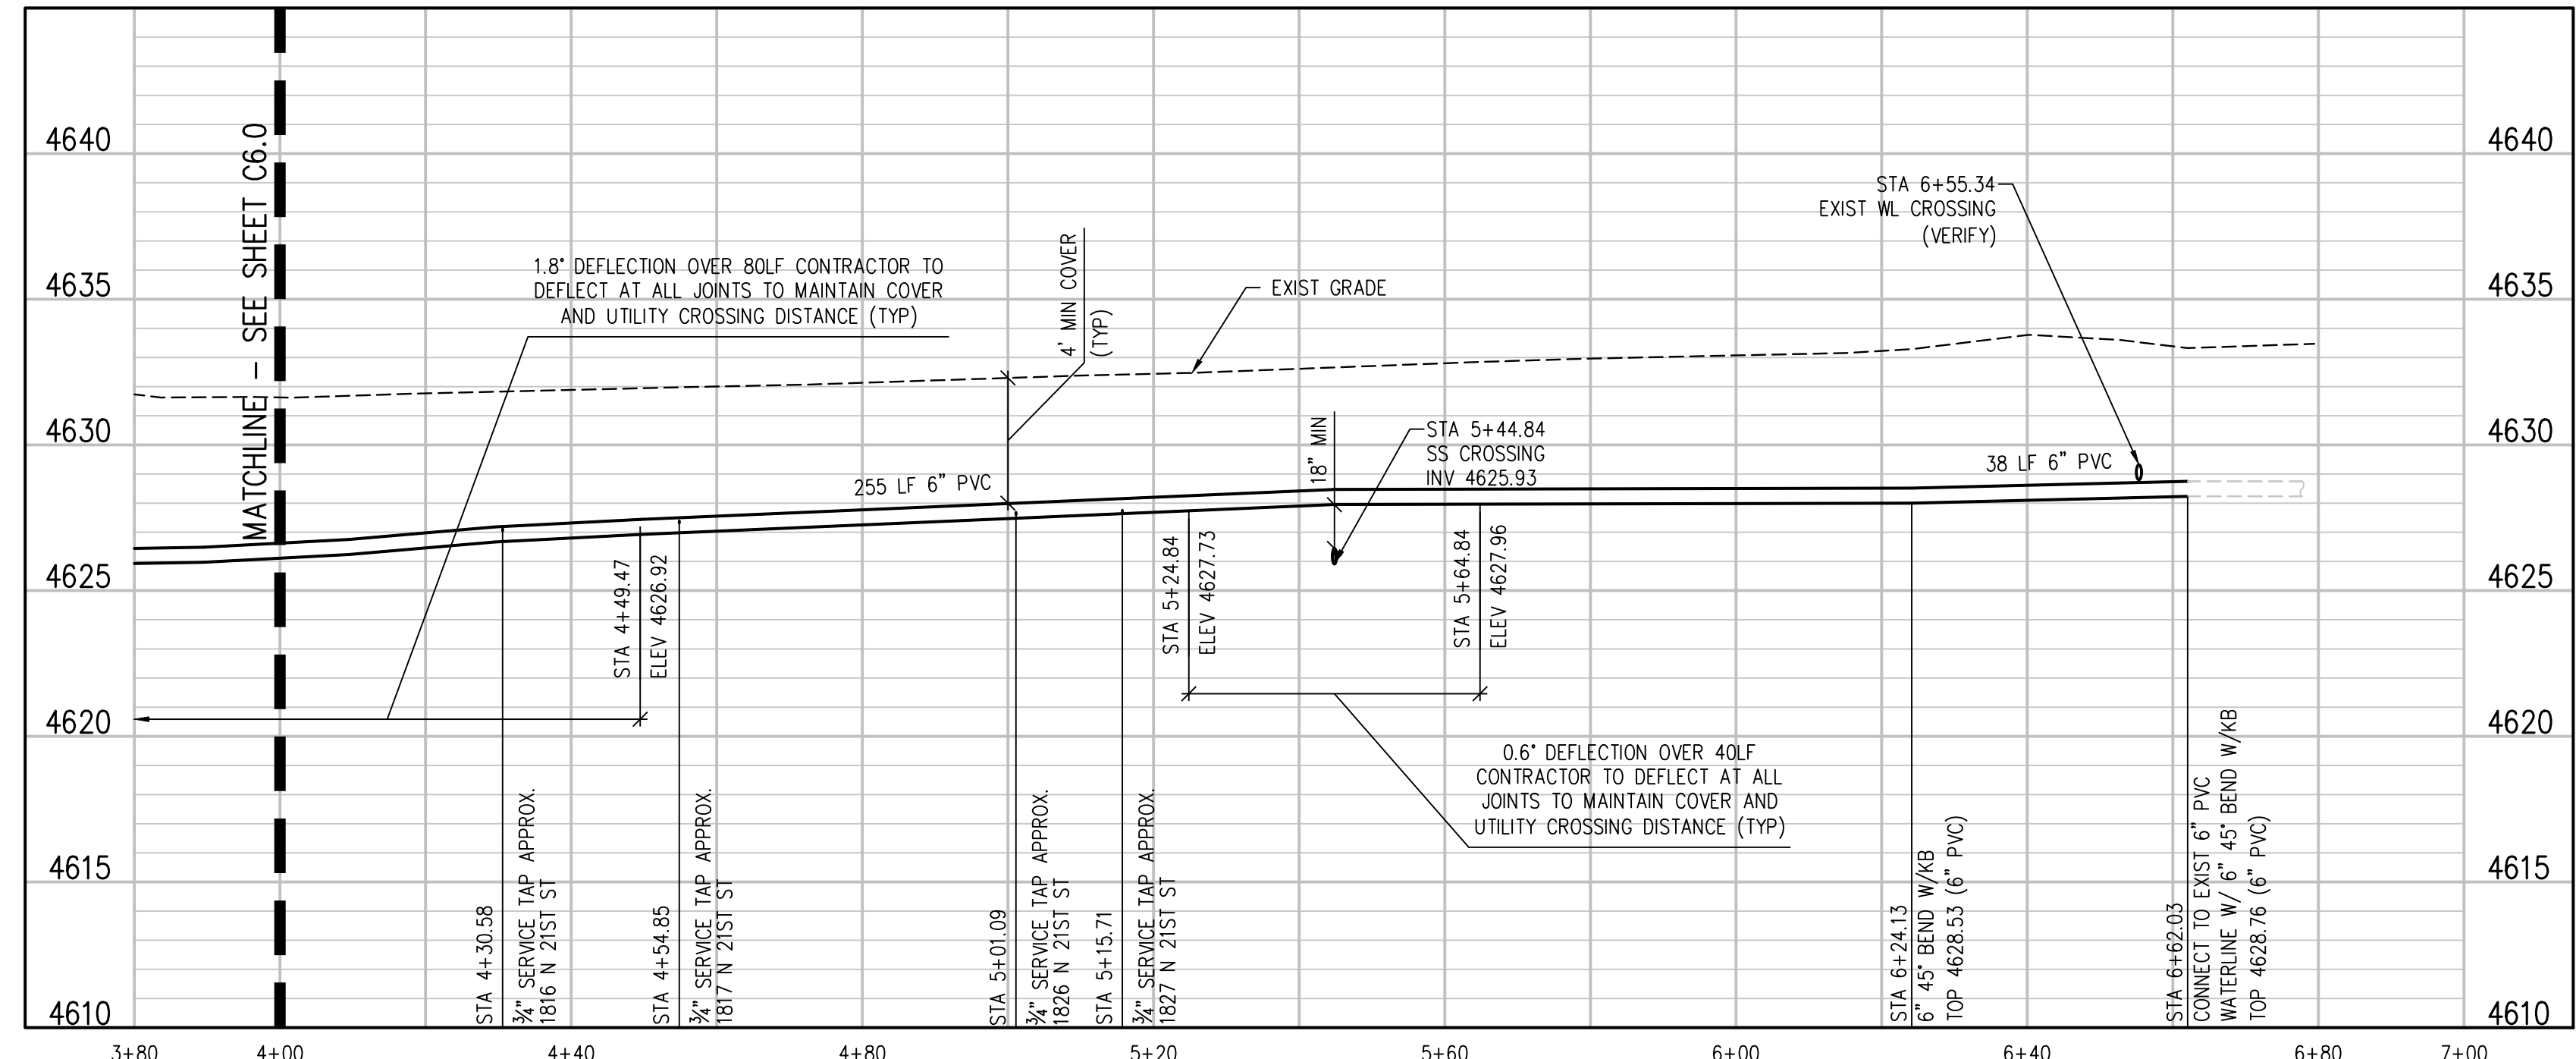 4640
4635
4630
4625
4620
4615
4610
MATCHLINE - SEE SHEET C6.0
1.8° DEFLECTION OVER 80LF CONTRACTOR TO
DEFLECT AT ALL JOINTS TO MAINTAIN COVER
AND UTILITY CROSSING DISTANCE (TYP)
4' MIN COVER
(TYP)
EXIST GRADE
STA 6+55.34
EXIST WL CROSSING
(VERIFY)
255 LF 6" PVC
18" MIN
STA 5+44.84
SS CROSSING
INV 4625.93
38 LF 6" PVC
STA 4+49.47
ELEV 4626.92
STA 5+24.84
ELEV 4627.73
STA 5+64.84
ELEV 4627.96
0.6° DEFLECTION OVER 40LF
CONTRACTOR TO DEFLECT AT ALL
JOINTS TO MAINTAIN COVER AND
UTILITY CROSSING DISTANCE (TYP)
STA 4+30.58
¾" SERVICE TAP APPROX.
1816 N 21ST ST
STA 4+54.85
¾" SERVICE TAP APPROX.
1817 N 21ST ST
STA 5+01.09
¾" SERVICE TAP APPROX.
1826 N 21ST ST
STA 5+15.71
¾" SERVICE TAP APPROX.
1827 N 21ST ST
STA 6+24.13
6" 45° BEND W/KB
TOP 4628.53 (6" PVC)
STA 6+62.03
CONNECT TO EXIST 6" PVC
WATERLINE W/ 6" 45° BEND W/KB
TOP 4628.76 (6" PVC)
4640
4635
4630
4625
4620
4615
4610
3+80
4+00
4+40
4+80
5+20
5+60
6+00
6+40
6+80
7+00